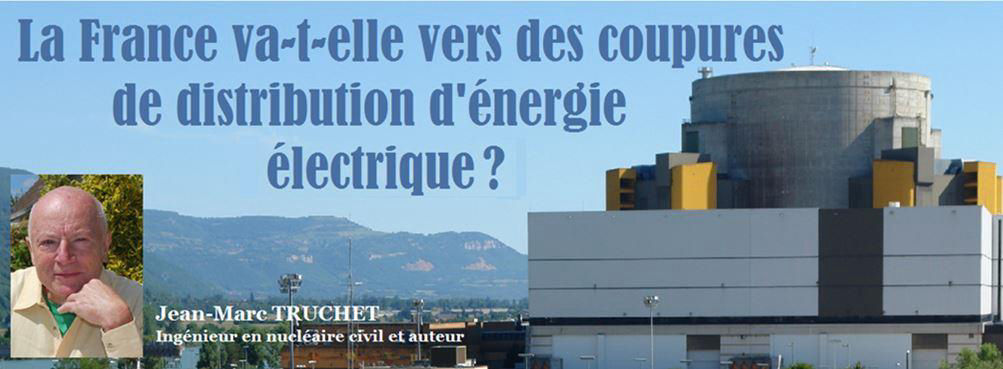 La France va-t-elle vers des coupures
de distribution d'énergie
électrique ?
Jean-Marc TRUCHET
Ingénieur en nucléaire civil et auteur